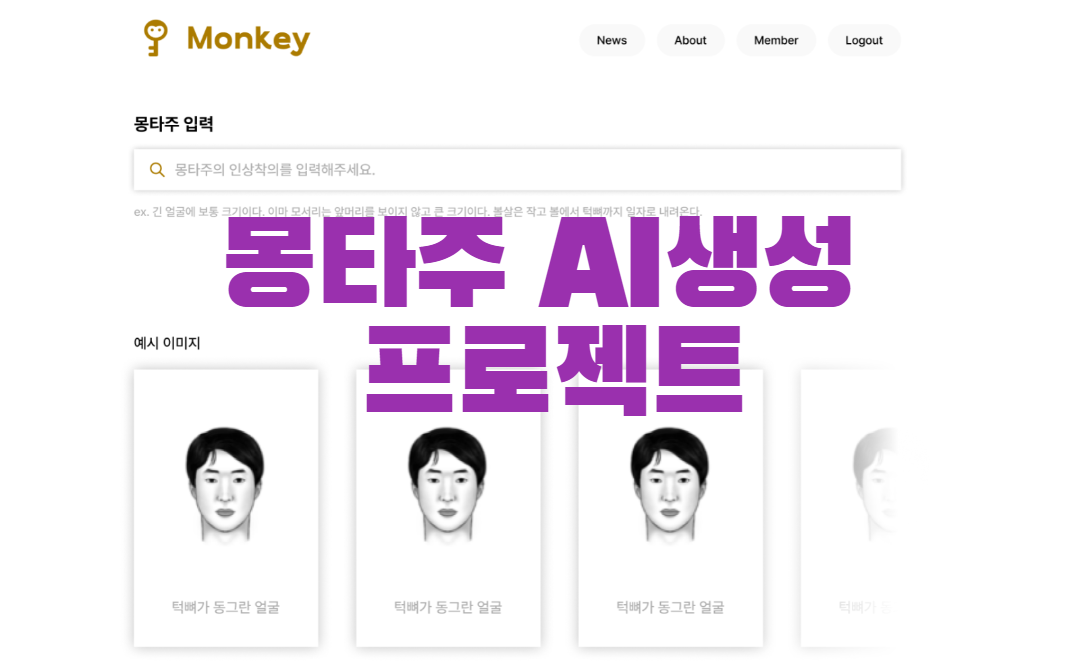 Monkey
News
About
Member
Logout
몽타주 입력
몽타주의 인상착의를 입력해주세요.
ex. 긴 얼굴에 보통 크기이다. 이마 모서리는 앞머리를 보이지 않고 큰 크기이다. 볼살은 작고 볼에서 턱뼈까지 일자로 내려온다.
몽타주 AI생성
프로젝트
예시 이미지
턱뼈가 동그란 얼굴
턱뼈가 동그란 얼굴
턱뼈가 동그란 얼굴
턱뼈가